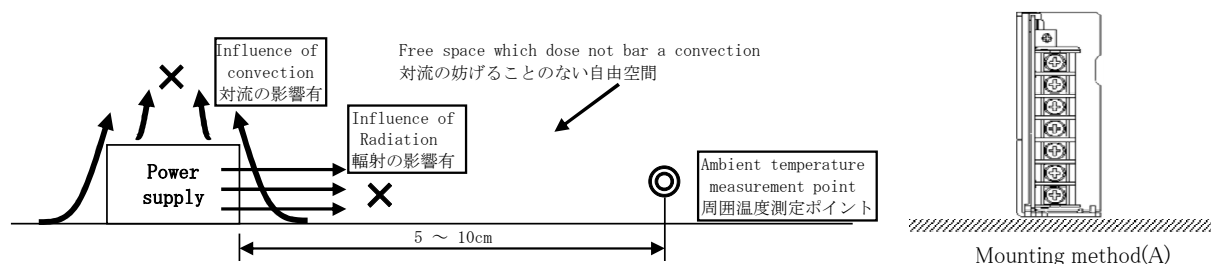 Influence of
convection
対流の影響有
Free space which dose not bar a convection
対流の妨げることのない自由空間
Influence of
Radiation
輻射の影響有
Power
supply
Ambient temperature
measurement point
周囲温度測定ポイント
5 ～ 10cm
Mounting method(A)